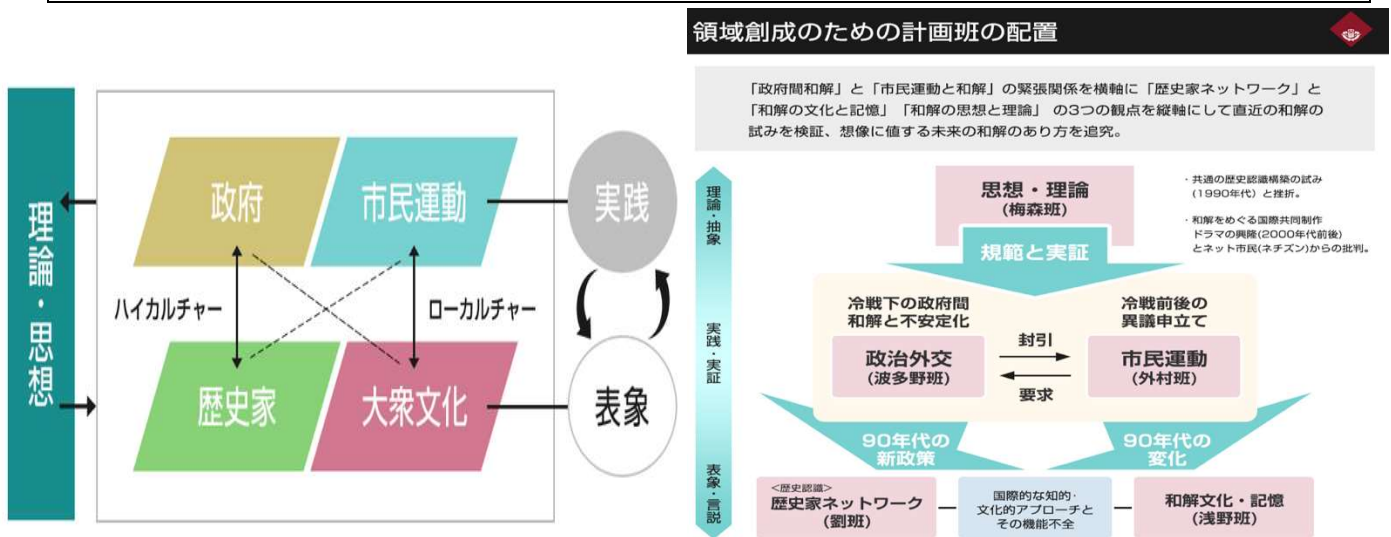 理論・思想
政府
市民運動
実践
ハイカルチャー
ローカルチャー
歴史家
大衆文化
表象
領域創成のための計画班の配置
「政府間和解」と「市民運動と和解」の緊張関係を横軸に「歴史家ネットワーク」と
「和解の文化と記憶」「和解の思想と理論」の3つの観点を縦軸にして直近の和解の
試みを検証、想像に値する未来の和解のあり方を追究。
理論・抽象
実践・実証
表象・言説
思想・理論
(梅森班)
・共通の歴史認識構築の試み
(1990年代)と挫折。
・和解をめぐる国際共同制作
ドラマの興隆(2000年代前後)
とネット市民(ネチズン)からの批判。
規範と実証
冷戦下の政府間
和解と不安定化
冷戦前後の
異議申立て
政治外交
(波多野班)
封引
要求
市民運動
(外村班)
90年代の
新政策
90年代の
変化
<歴史認識>
歴史家ネットワーク
(劉班)
国際的な知的・
文化的アプローチと
その機能不全
和解文化・記憶
(浅野班)